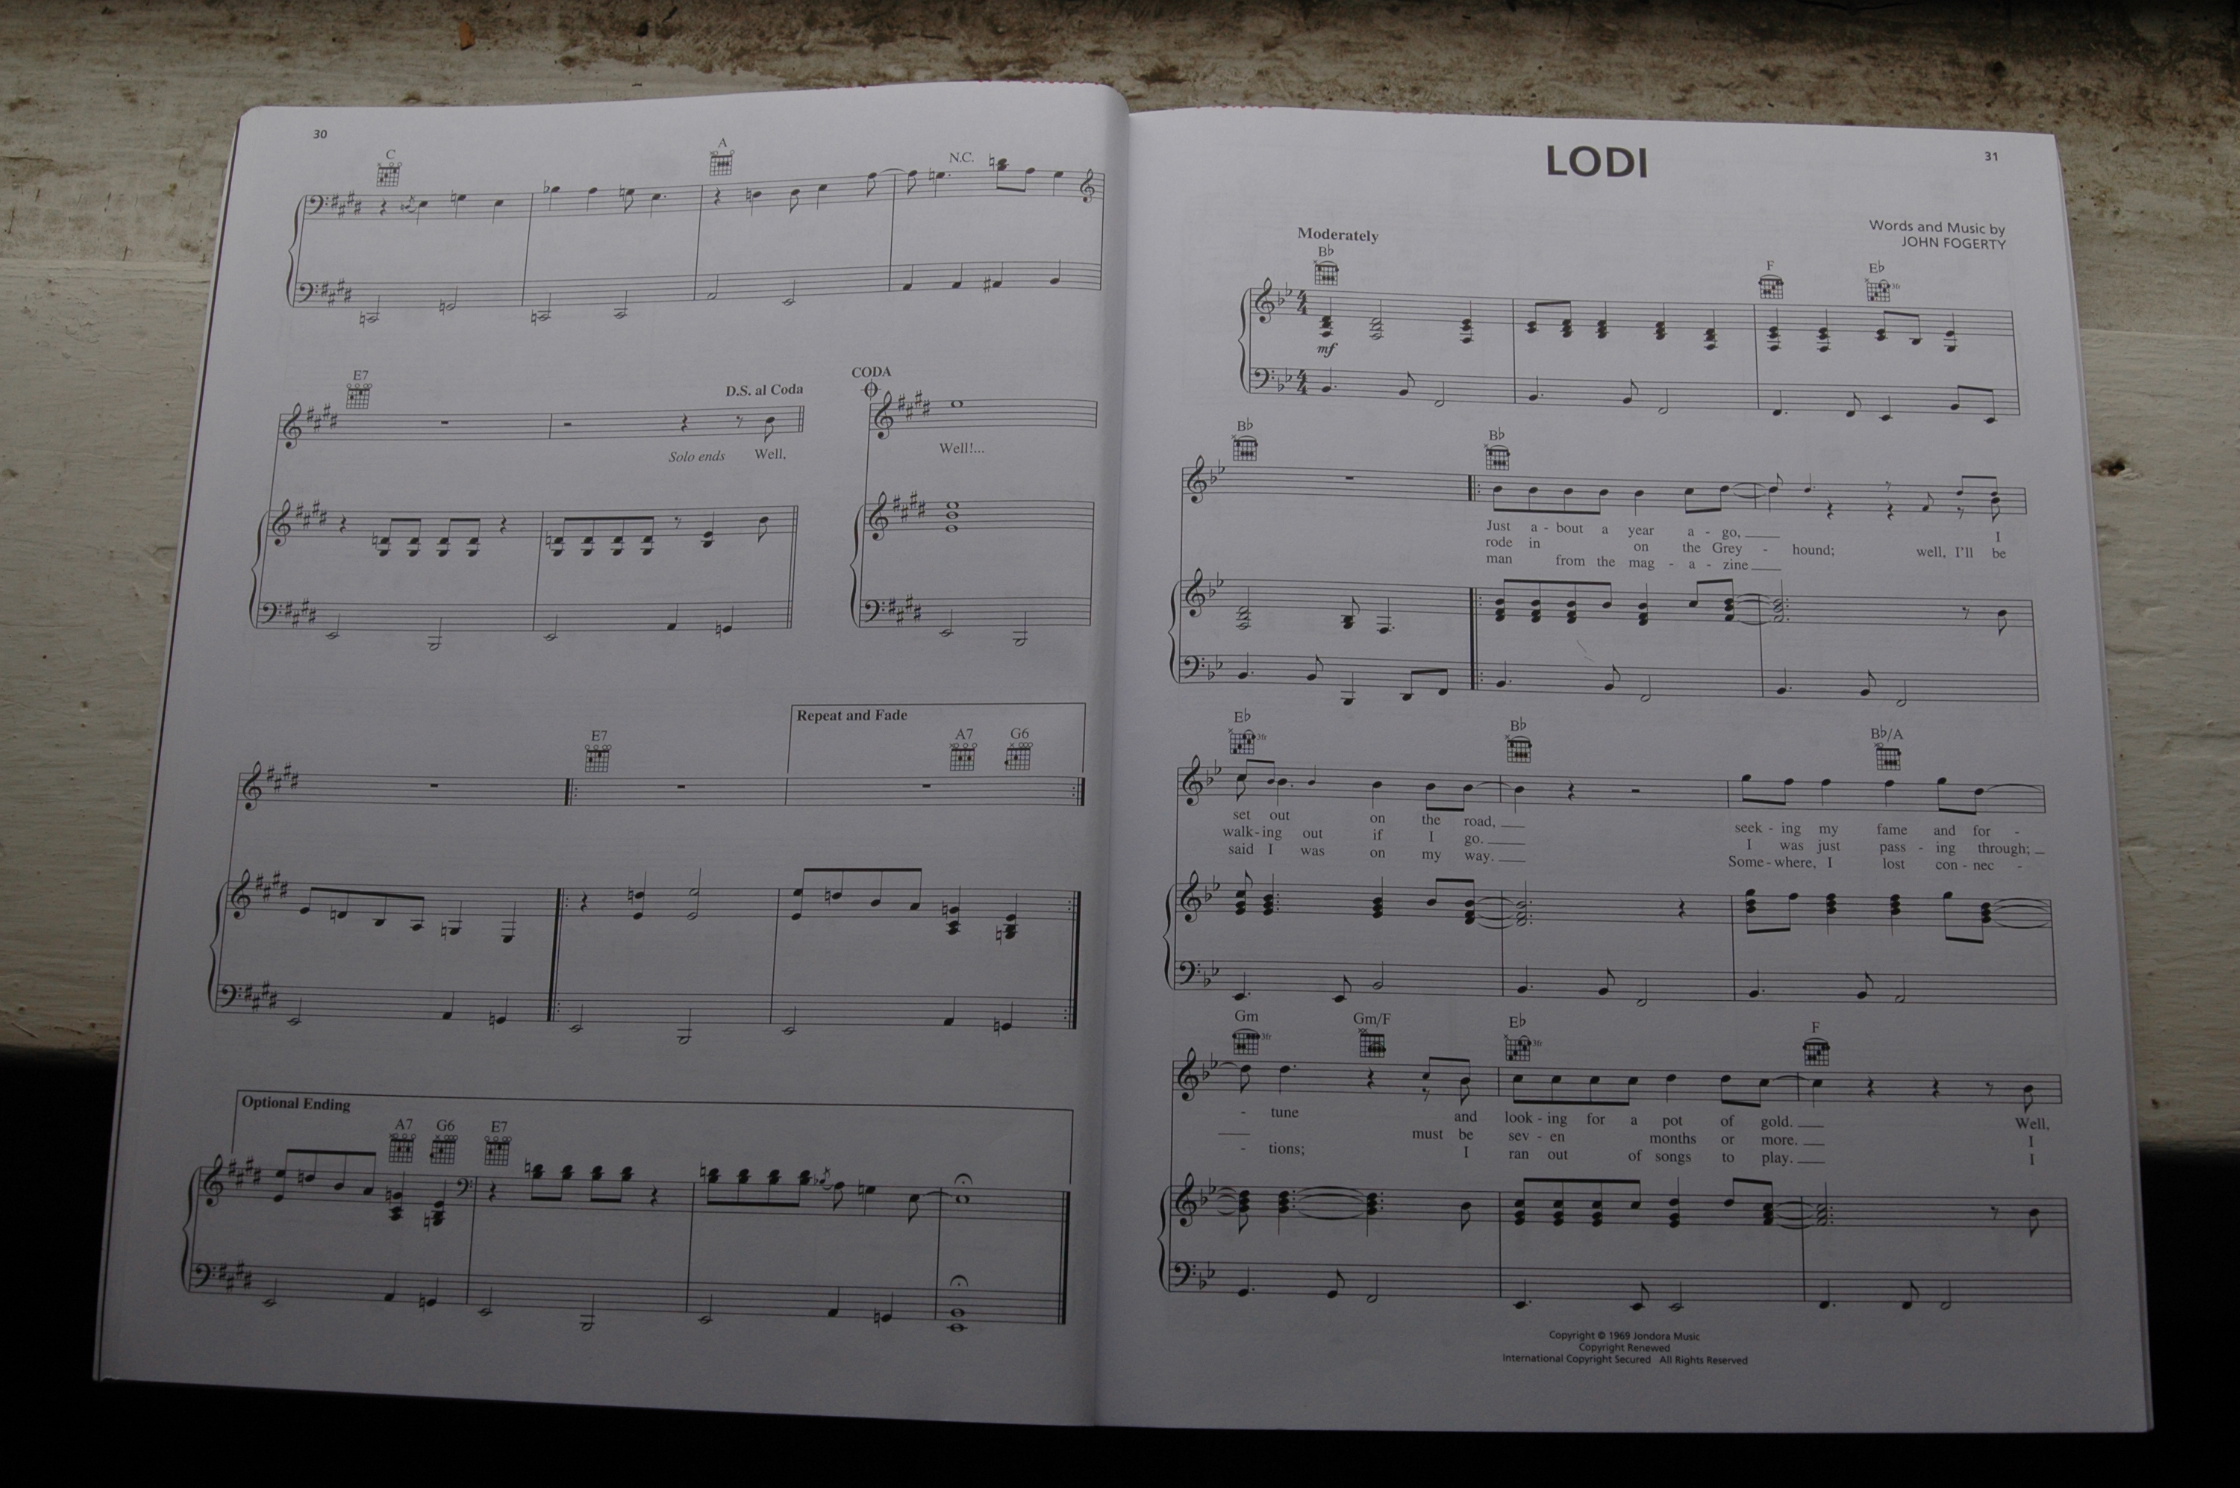 30
C A N.C.
E7 D.S. al Coda CODA
Solo ends Well, Well!...
Repeat and Fade
E7 A7 G6
Optional Ending
A7 G6 E7
31
LODI
Words and Music by
JOHN FOGERTY
Moderately
B♭ F E♭
3fr
mf
B♭ B♭
Just a - bout a year a - go, I
rode in on the Grey - hound; well, I'll be
man from the mag - a - zine
E♭ B♭ B♭/A
3fr
set out on the road, seek - ing my fame and for -
walk - ing out if I go. I was just pass - ing through;
said I was on my way. Some - where, I lost con - nec -
Gm Gm/F E♭ F
3fr 3fr
- tune and look - ing for a pot of gold. Well,
must be sev - en months or more. I
- tions; I ran out of songs to play. I
Copyright © 1969 Jondora Music
Copyright Renewed
International Copyright Secured All Rights Reserved